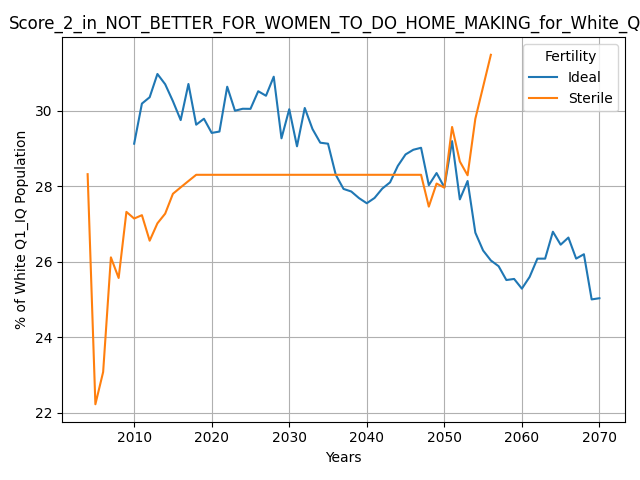 Score_2_in_NOT_BETTER_FOR_WOMEN_TO_DO_HOME_MAKING_for_White_Q
Fertility
Ideal
Sterile
% of White Q1_IQ Population
30
28
26
24
22
2010 2020 2030 2040 2050 2060 2070
Years